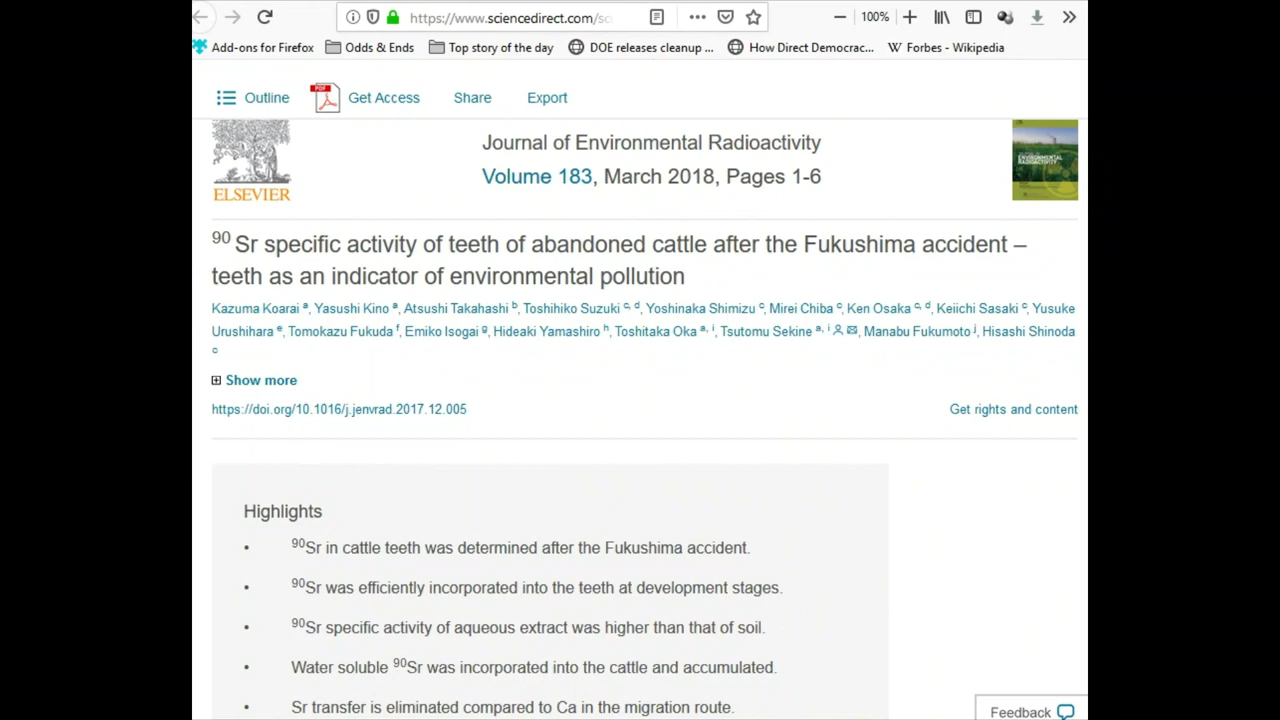 https://www.sciencedirect.com/sc
100%
Add-ons for Firefox Odds & Ends Top story of the day DOE releases cleanup ... How Direct Democrac... Forbes - Wikipedia
Outline Get Access Share Export
ELSEVIER
Journal of Environmental Radioactivity
Volume 183, March 2018, Pages 1-6
90 Sr specific activity of teeth of abandoned cattle after the Fukushima accident –
teeth as an indicator of environmental pollution
Kazuma Koarai a, Yasushi Kino a, Atsushi Takahashi b, Toshihiko Suzuki c, d, Yoshinaka Shimizu c, Mirei Chiba c, Ken Osaka c, d, Keiichi Sasaki c, Yusuke
Urushihara e, Tomokazu Fukuda f, Emiko Isogai g, Hideaki Yamashiro h, Toshitaka Oka a, i, Tsutomu Sekine a, i, Manabu Fukumoto j, Hisashi Shinoda
c
Show more
https://doi.org/10.1016/j.jenvrad.2017.12.005
Get rights and content
Highlights
• 90Sr in cattle teeth was determined after the Fukushima accident.
• 90Sr was efficiently incorporated into the teeth at development stages.
• 90Sr specific activity of aqueous extract was higher than that of soil.
• Water soluble 90Sr was incorporated into the cattle and accumulated.
• Sr transfer is eliminated compared to Ca in the migration route.
Feedback